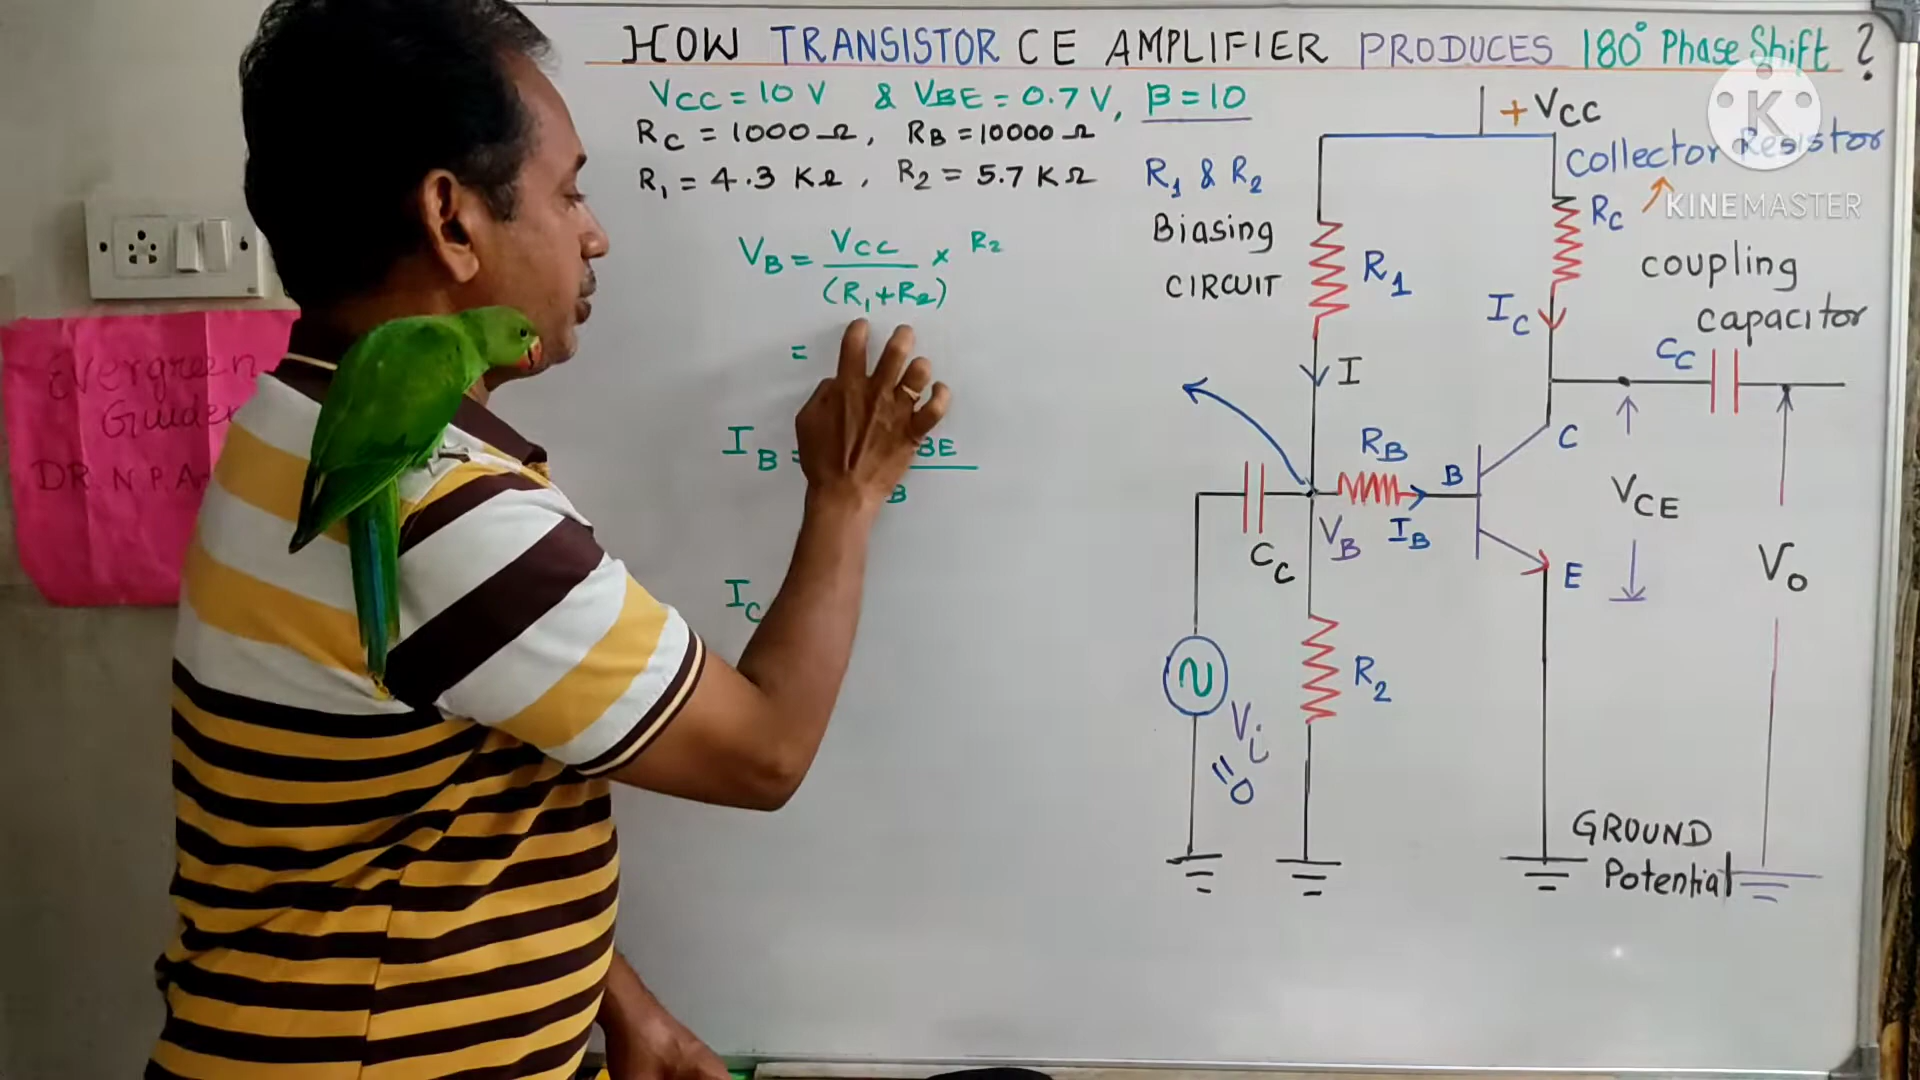 HOW TRANSISTOR CE AMPLIFIER PRODUCES 180° Phase Shift ?
VCC = 10 V & VBE = 0.7 V, β = 10
RC = 1000 Ω, RB = 10000 Ω
R1 = 4.3 KΩ, R2 = 5.7 KΩ
VB = VCC / (R1+R2) × R2
=
IB =
BE
B
IC
R1 & R2
Biasing
CIRCUIT
+VCC
Collector Resistor
RC
KINEMASTER
K
coupling
capacitor
R1
IC
CC
I
RB
B
C
VCE
CC
VB
IB
E
Vo
R2
Vi
=0
GROUND
Potential
Evergreen
Guider
DR. N P A